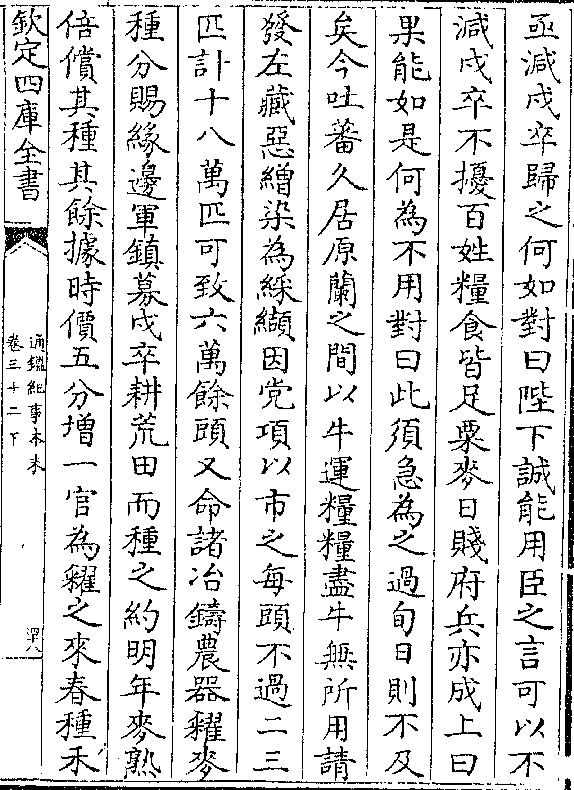 亟減戍卒歸之何如對曰陛下誠能用臣之言可以不
減戍卒不擾百姓糧食皆足粟麥日賤府兵亦成上曰
果能如是何為不用對曰此須急為之過旬日則不及
矣今吐蕃久居原蘭之間以牛運糧糧盡牛無所用請
發左藏惡繒染為綵纈因党項以市之每頭不過二三
匹計十八萬匹可致六萬餘頭又命諸冶鑄農器糴麥
種分賜緣邊軍鎮募戍卒耕荒田而種之約明年麥熟
倍償其種其餘據時價五分增一官為糴之來春種禾
欽定四庫全書
通鑑紀事本末
卷三十二下